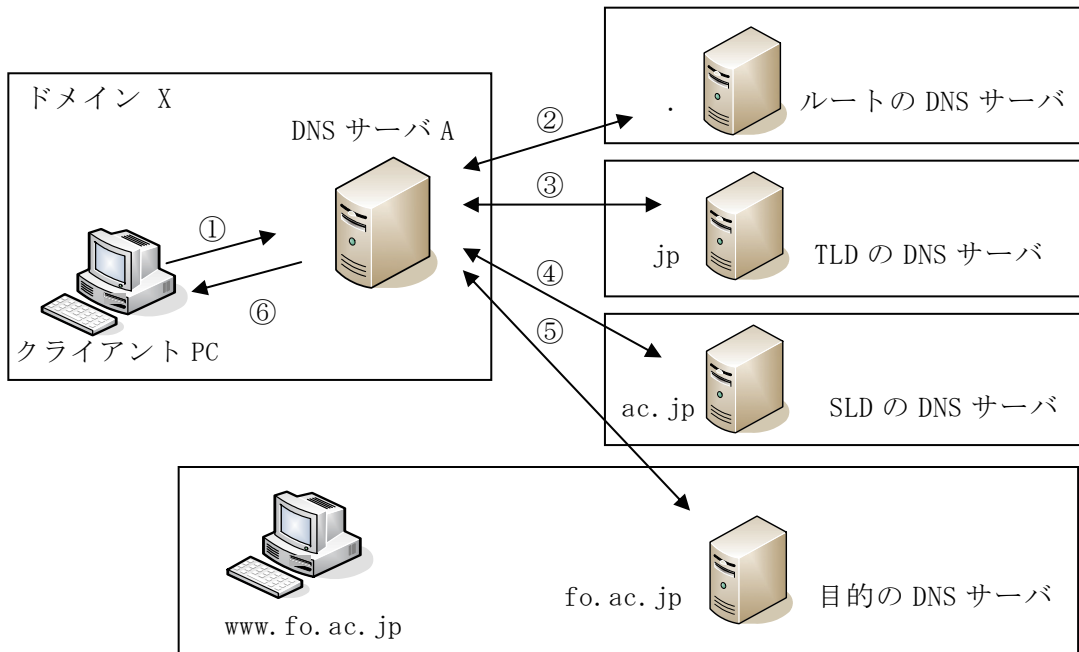 ドメイン X
DNS サーバ A
①
⑥
クライアント PC
②
③
④
⑤
. ルートの DNS サーバ
jp TLD の DNS サーバ
ac.jp SLD の DNS サーバ
www.fo.ac.jp
fo.ac.jp 目的の DNS サーバ